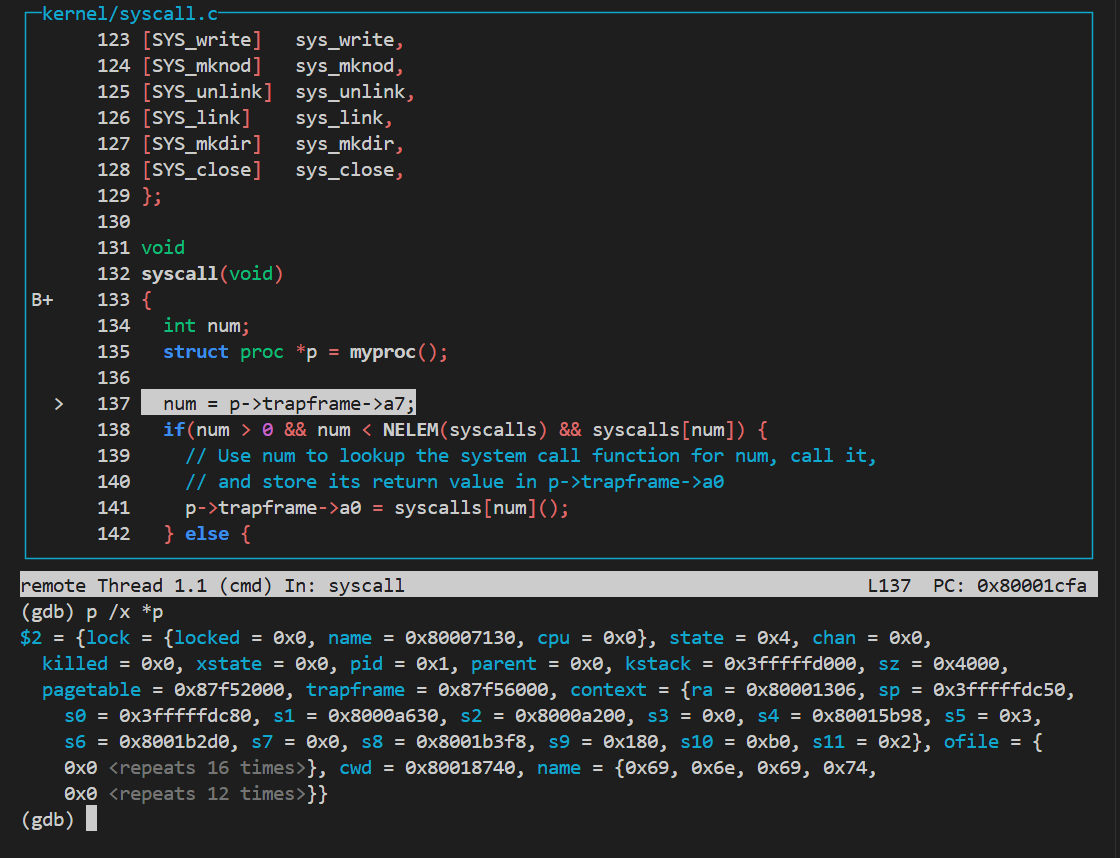 kernel/syscall.c
123 [SYS_write]   sys_write,
124 [SYS_mknod]   sys_mknod,
125 [SYS_unlink]  sys_unlink,
126 [SYS_link]    sys_link,
127 [SYS_mkdir]   sys_mkdir,
128 [SYS_close]   sys_close,
129 };
130
131 void
132 syscall(void)
B+ 133 {
134   int num;
135   struct proc *p = myproc();
136
> 137   num = p->trapframe->a7;
138   if(num > 0 && num < NELEM(syscalls) && syscalls[num]) {
139     // Use num to lookup the system call function for num, call it,
140     // and store its return value in p->trapframe->a0
141     p->trapframe->a0 = syscalls[num]();
142   } else {
remote Thread 1.1 (cmd) In: syscall L137 PC: 0x80001cfa
(gdb) p /x *p
$2 = {lock = {locked = 0x0, name = 0x80007130, cpu = 0x0}, state = 0x4, chan = 0x0,
  killed = 0x0, xstate = 0x0, pid = 0x1, parent = 0x0, kstack = 0x3fffffd000, sz = 0x4000,
  pagetable = 0x87f52000, trapframe = 0x87f56000, context = {ra = 0x80001306, sp = 0x3fffffdc50,
    s0 = 0x3fffffdc80, s1 = 0x8000a630, s2 = 0x8000a200, s3 = 0x0, s4 = 0x80015b98, s5 = 0x3,
    s6 = 0x8001b2d0, s7 = 0x0, s8 = 0x8001b3f8, s9 = 0x180, s10 = 0xb0, s11 = 0x2}, ofile = {
    0x0 <repeats 16 times>}, cwd = 0x80018740, name = {0x69, 0x6e, 0x69, 0x74,
    0x0 <repeats 12 times>}}
(gdb)